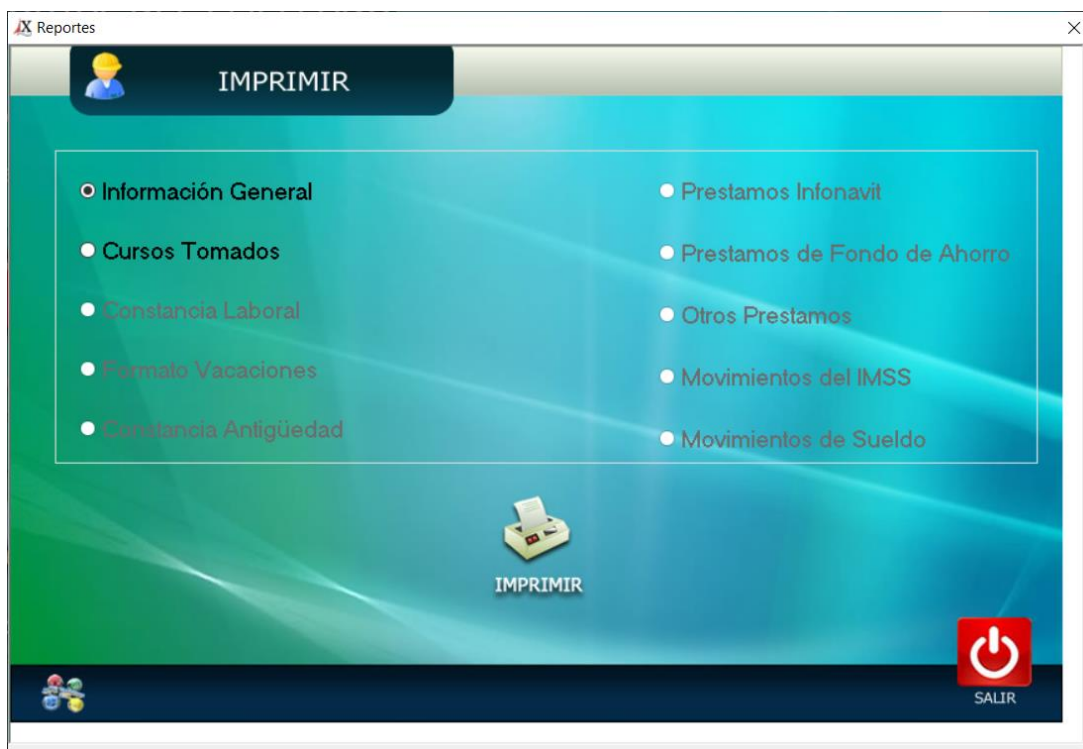 Reportes
IMPRIMIR
Información General
Cursos Tomados
Constancia Laboral
Formato Vacaciones
Constancia Antigüedad
Prestamos Infonavit
Prestamos de Fondo de Ahorro
Otros Prestamos
Movimientos del IMSS
Movimientos de Sueldo
IMPRIMIR
SALIR